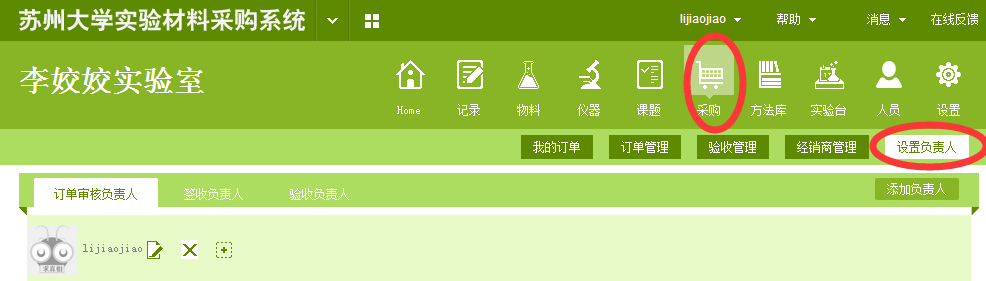 苏州大学实验材料采购系统
lijiaojiao 帮助 消息 在线反馈
李姣姣实验室
Home 记录 物料 仪器 课题 采购 方法库 实验台 人员 设置
我的订单 订单管理 验收管理 经销商管理 设置负责人
订单审核负责人 签收负责人 验收负责人 添加负责人
lijiaojiao
求真相